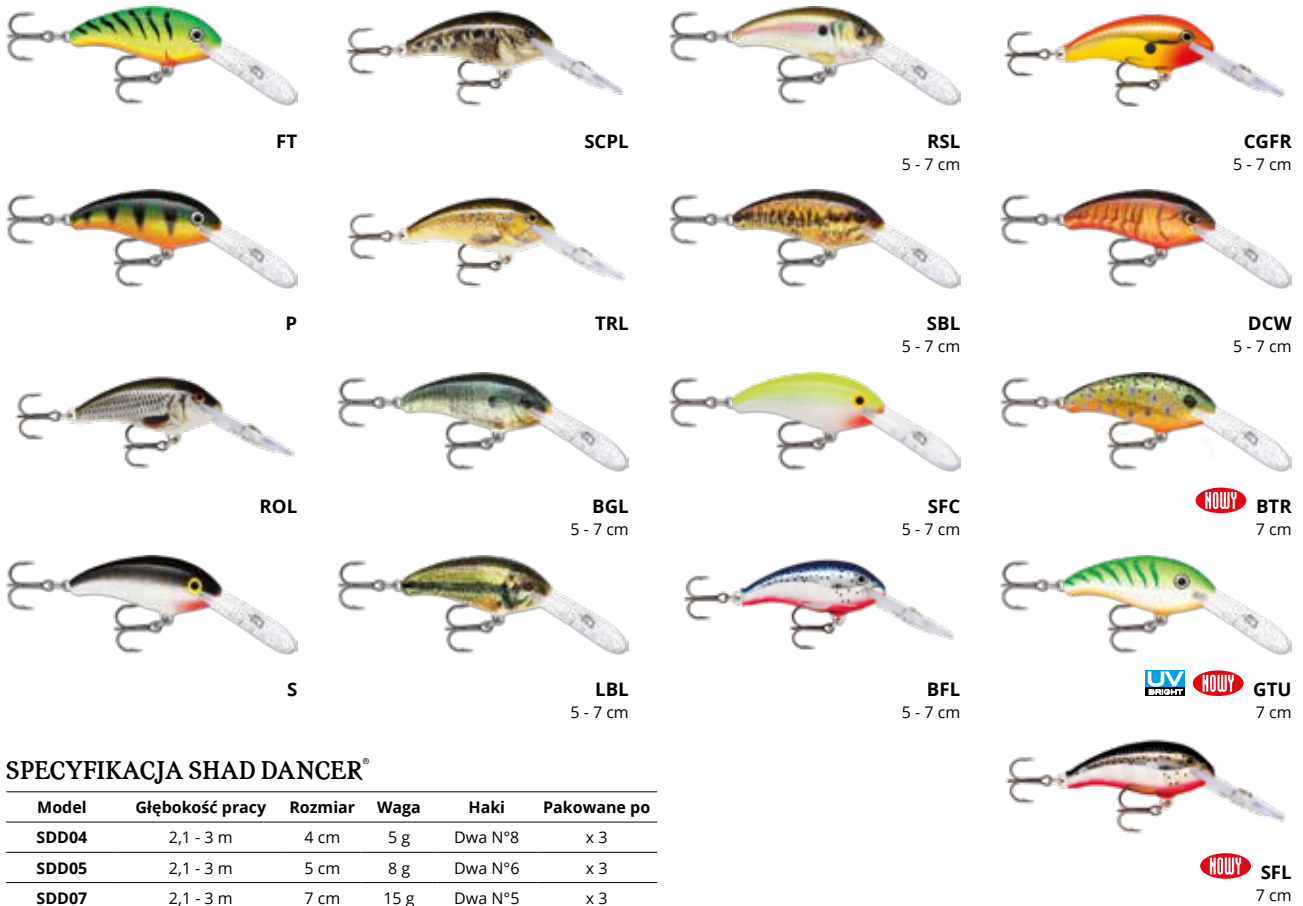 FT
SCPL
RSL
5 - 7 cm
CGFR
5 - 7 cm
P
TRL
SBL
5 - 7 cm
DCW
5 - 7 cm
ROL
BGL
5 - 7 cm
SFC
5 - 7 cm
NOWY BTR
7 cm
S
LBL
5 - 7 cm
BFL
5 - 7 cm
UV BRIGHT NOWY GTU
7 cm
NOWY SFL
7 cm
SPECYFIKACJA SHAD DANCER®
Model Głębokość pracy Rozmiar Waga Haki Pakowane po
SDD04 2,1 - 3 m 4 cm 5 g Dwa N°8 x 3
SDD05 2,1 - 3 m 5 cm 8 g Dwa N°6 x 3
SDD07 2,1 - 3 m 7 cm 15 g Dwa N°5 x 3